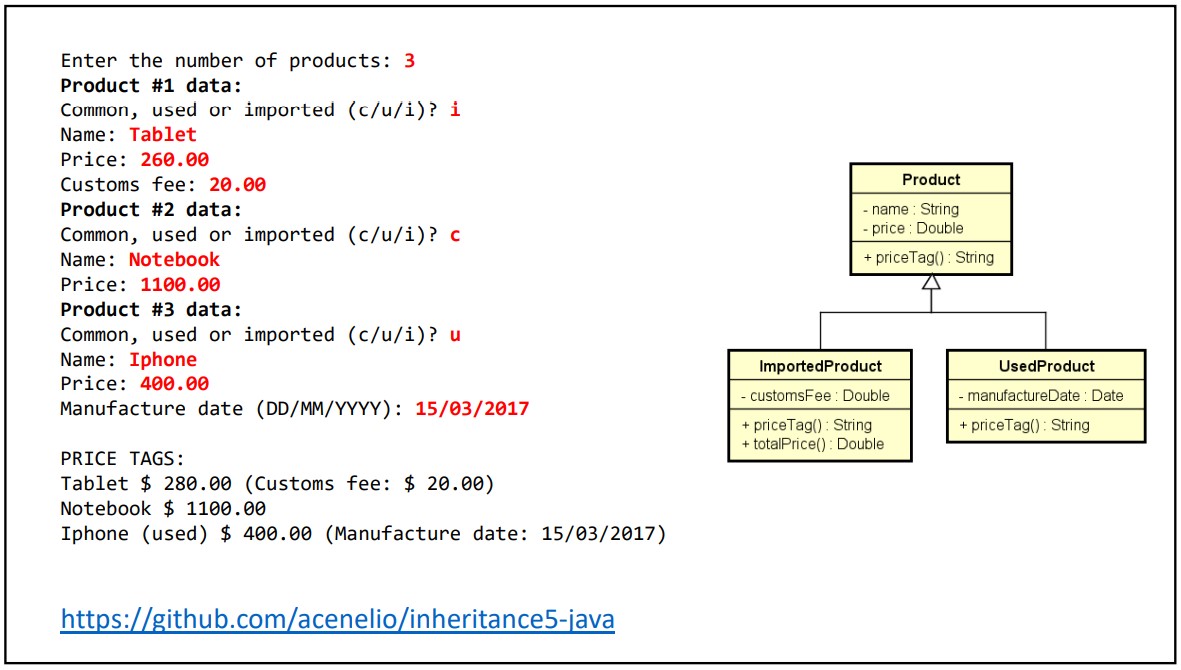 Enter the number of products: 3
Product #1 data:
Common, used or imported (c/u/i)? i
Name: Tablet
Price: 260.00
Customs fee: 20.00
Product #2 data:
Common, used or imported (c/u/i)? c
Name: Notebook
Price: 1100.00
Product #3 data:
Common, used or imported (c/u/i)? u
Name: Iphone
Price: 400.00
Manufacture date (DD/MM/YYYY): 15/03/2017
PRICE TAGS:
Tablet $ 280.00 (Customs fee: $ 20.00)
Notebook $ 1100.00
Iphone (used) $ 400.00 (Manufacture date: 15/03/2017)
https://github.com/acenelio/inheritance5-java
Product
- name : String
- price : Double
+ priceTag() : String
ImportedProduct
- customsFee : Double
+ priceTag() : String
+ totalPrice() : Double
UsedProduct
- manufactureDate : Date
+ priceTag() : String